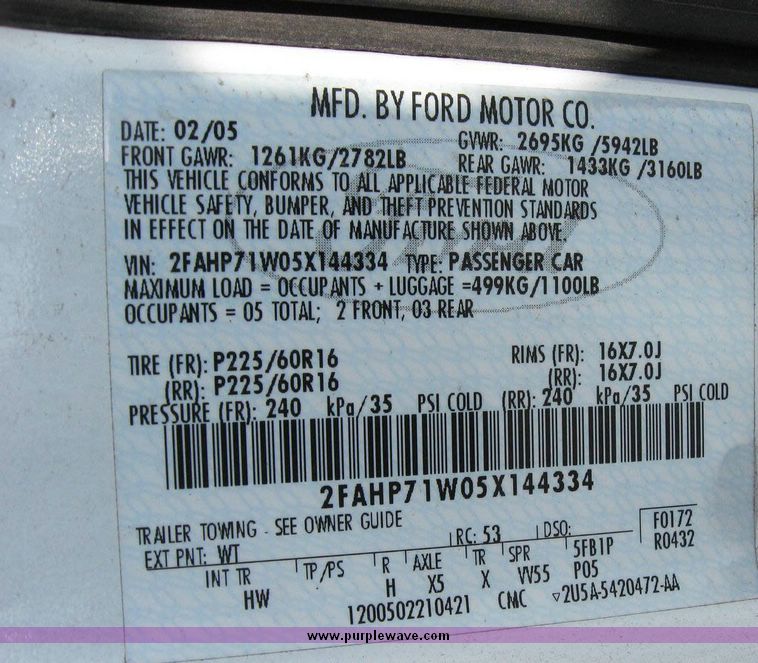 MFD. BY FORD MOTOR CO.
DATE: 02/05 GVWR: 2695KG /5942LB
FRONT GAWR: 1261KG/2782LB REAR GAWR: 1433KG /3160LB
THIS VEHICLE CONFORMS TO ALL APPLICABLE FEDERAL MOTOR
VEHICLE SAFETY, BUMPER, AND THEFT PREVENTION STANDARDS
IN EFFECT ON THE DATE OF MANUFACTURE SHOWN ABOVE.
VIN: 2FAHP71W05X144334 TYPE: PASSENGER CAR
MAXIMUM LOAD = OCCUPANTS + LUGGAGE =499KG/1100LB
OCCUPANTS = 05 TOTAL; 2 FRONT, 03 REAR
TIRE (FR): P225/60R16 RIMS (FR): 16X7.0J
(RR): P225/60R16 (RR): 16X7.0J
PRESSURE (FR): 240 kPa/35 PSI COLD (RR): 240 kPa/35 PSI COLD
2FAHP71W05X144334
TRAILER TOWING - SEE OWNER GUIDE
EXT PNT: WT RC: 53 DSO: F0172
INT TR TP/PS R AXLE TR SPR 5FB1P R0432
HW H X5 X VV55 P05
1200502210421 CMC ▽2U5A-5420472-AA
www.purplewave.com